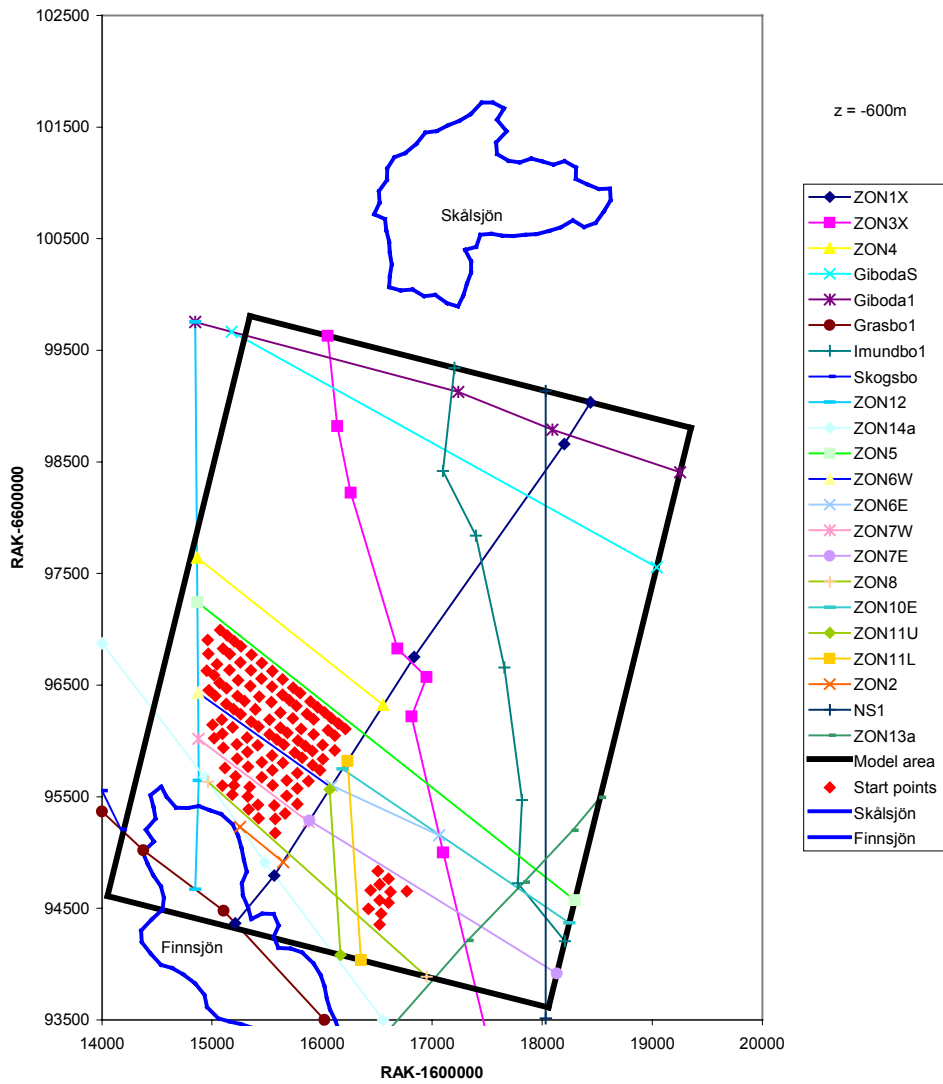 102500
101500
100500
99500
98500
97500
96500
95500
94500
93500
RAK-6600000
14000
15000
16000
17000
18000
19000
20000
RAK-1600000
Skålsjön
Finnsjön
z = -600m
ZON1X
ZON3X
ZON4
GibodaS
Giboda1
Grasbo1
Imundbo1
Skogsbo
ZON12
ZON14a
ZON5
ZON6W
ZON6E
ZON7W
ZON7E
ZON8
ZON10E
ZON11U
ZON11L
ZON2
NS1
ZON13a
Model area
Start points
Skålsjön
Finnsjön